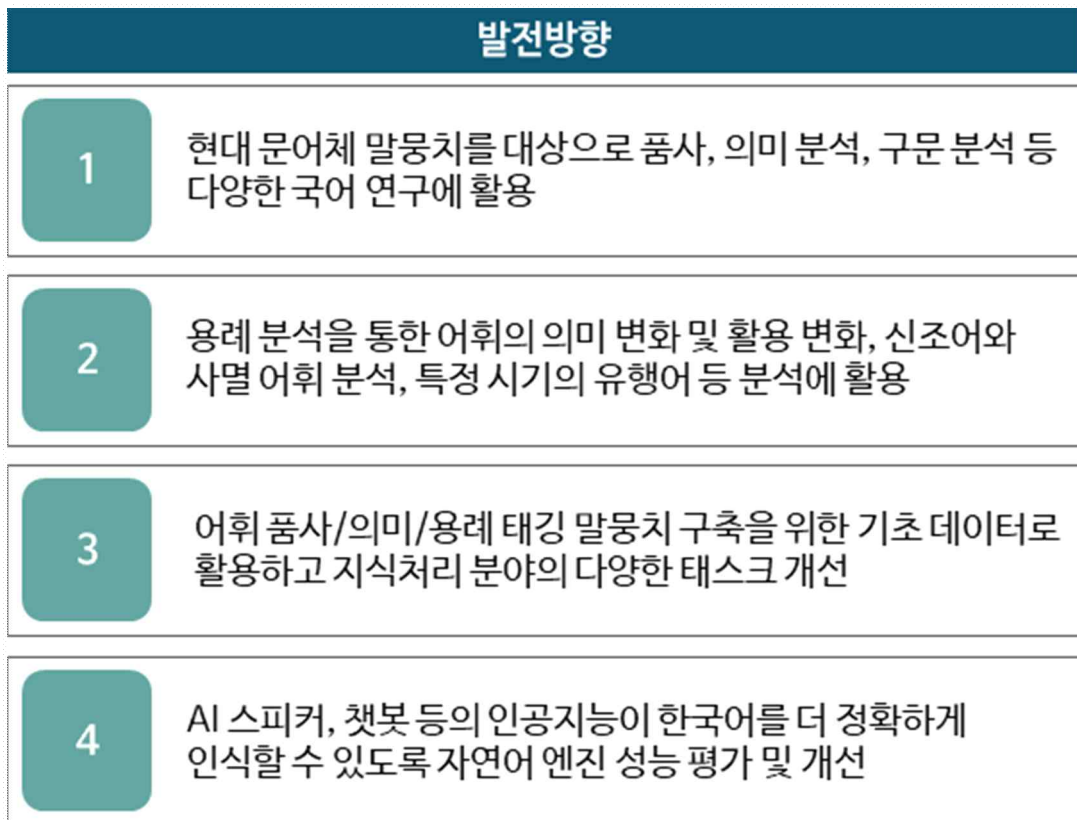 발전방향
1
현대 문어체 말뭉치를 대상으로 품사, 의미 분석, 구문 분석 등
다양한 국어 연구에 활용
2
용례 분석을 통한 어휘의 의미 변화 및 활용 변화, 신조어와
사멸 어휘 분석, 특정 시기의 유행어 등 분석에 활용
3
어휘 품사/의미/용례 태깅 말뭉치 구축을 위한 기초 데이터로
활용하고 지식처리 분야의 다양한 태스크 개선
4
AI 스피커, 챗봇 등의 인공지능이 한국어를 더 정확하게
인식할 수 있도록 자연어 엔진 성능 평가 및 개선